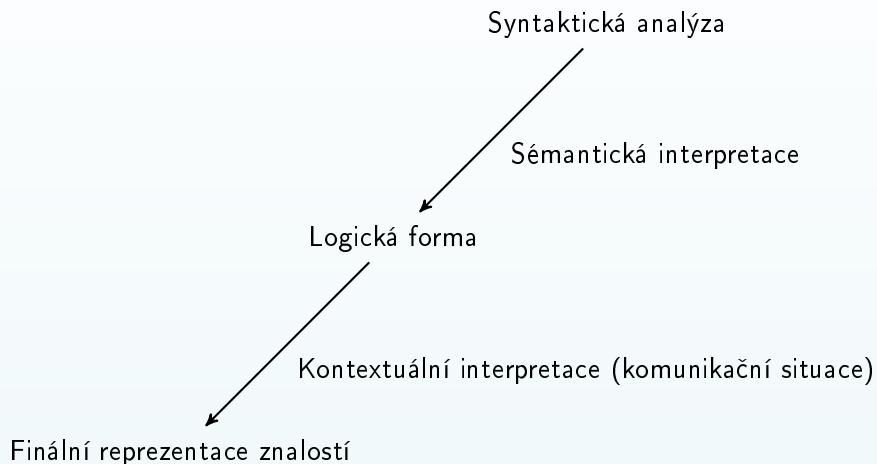 Syntaktická analýza
Sémantická interpretace
Logická forma
Kontextuální interpretace (komunikační situace)
Finální reprezentace znalostí